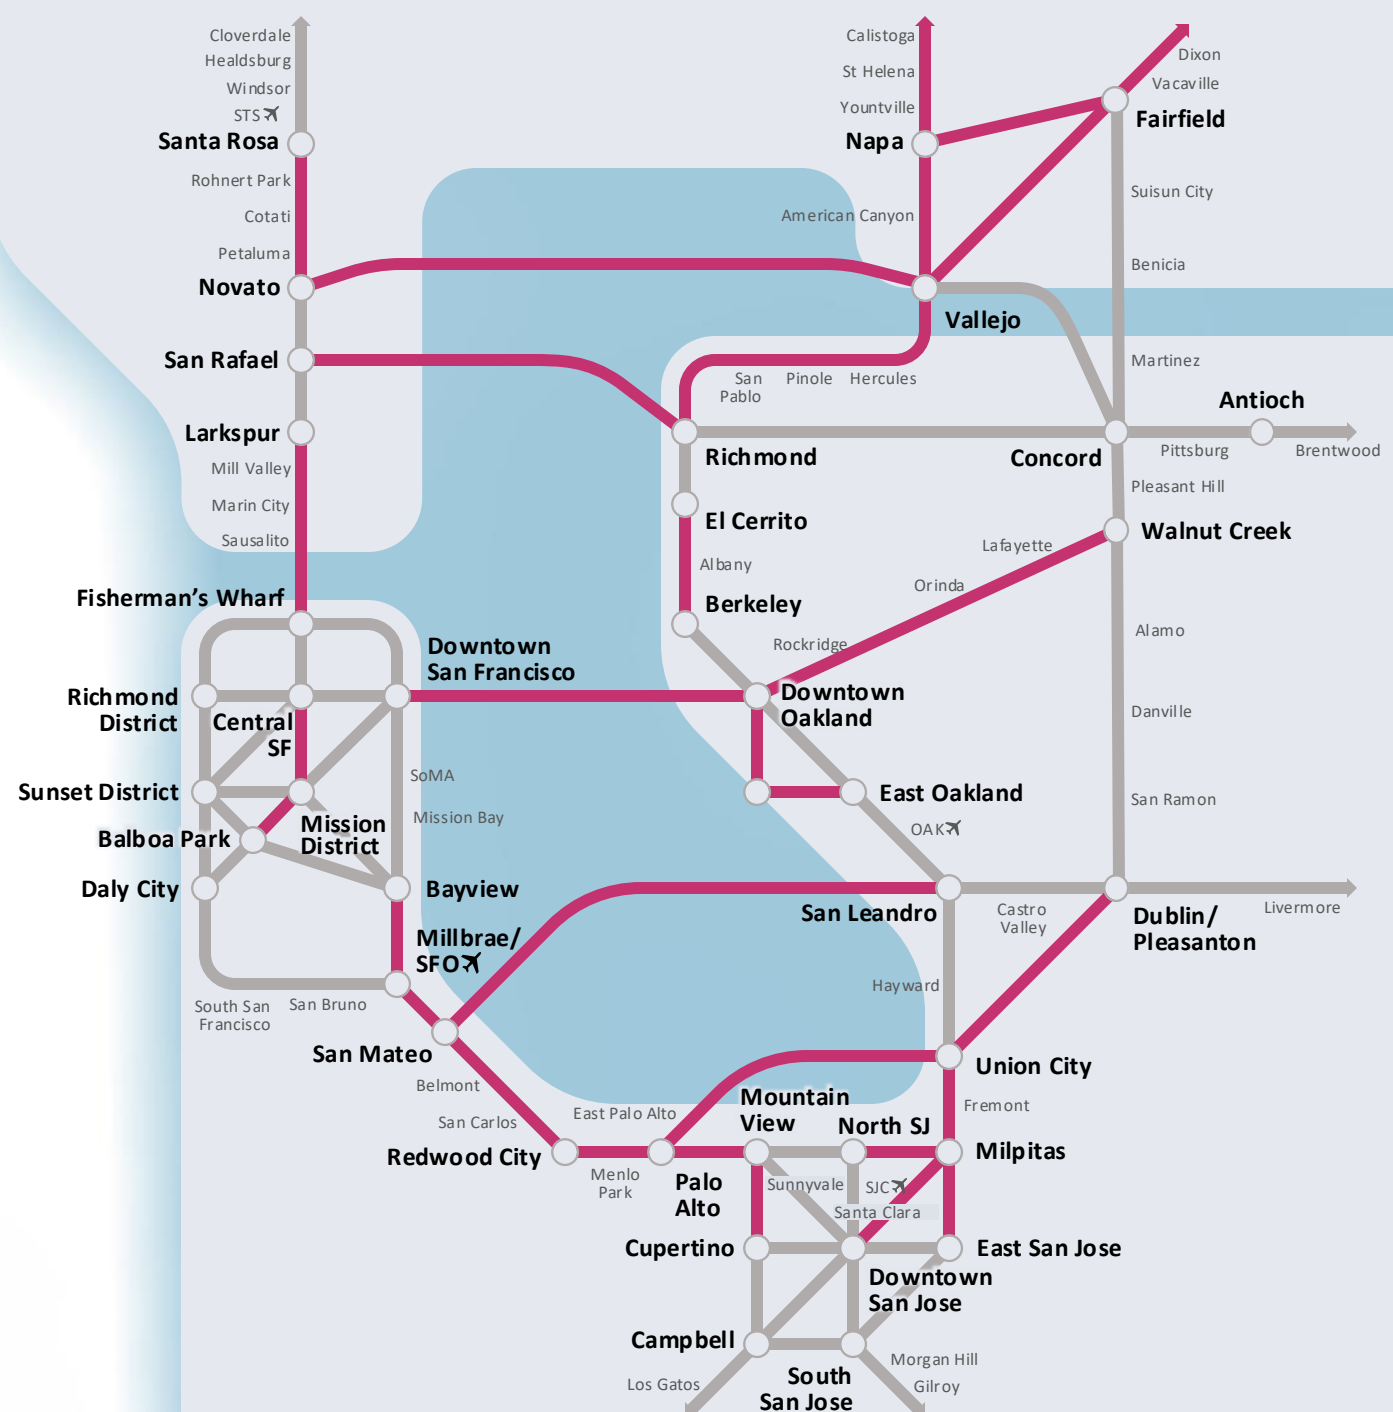 Cloverdale
Healdsburg
Windsor
STS
Santa Rosa
Rohnert Park
Cotati
Petaluma
Novato
San Rafael
Larkspur
Mill Valley
Marin City
Sausalito
Calistoga
St Helena
Yountville
Napa
American Canyon
Dixon
Vacaville
Fairfield
Suisun City
Benicia
Vallejo
Martinez
San
Pablo
Pinole
Hercules
Antioch
Richmond
Concord
Pittsburg
Brentwood
Pleasant Hill
El Cerrito
Walnut Creek
Lafayette
Albany
Orinda
Berkeley
Rockridge
Alamo
Danville
San Ramon
Fisherman's Wharf
Downtown
San Francisco
Richmond
District
Central
SF
Downtown
Oakland
SoMA
Sunset District
Mission Bay
Mission
District
Balboa Park
East Oakland
OAK
Daly City
Bayview
San Leandro
Castro
Valley
Livermore
Dublin/
Pleasanton
Millbrae/
SFO
Hayward
South San
Francisco
San Bruno
San Mateo
Union City
Belmont
San Carlos
East Palo Alto
Mountain
View
North SJ
Fremont
Redwood City
Menlo
Park
Palo
Alto
Milpitas
Sunnyvale
SJC
Santa Clara
Cupertino
East San Jose
Downtown
San Jose
Campbell
South
San Jose
Los Gatos
Morgan Hill
Gilroy